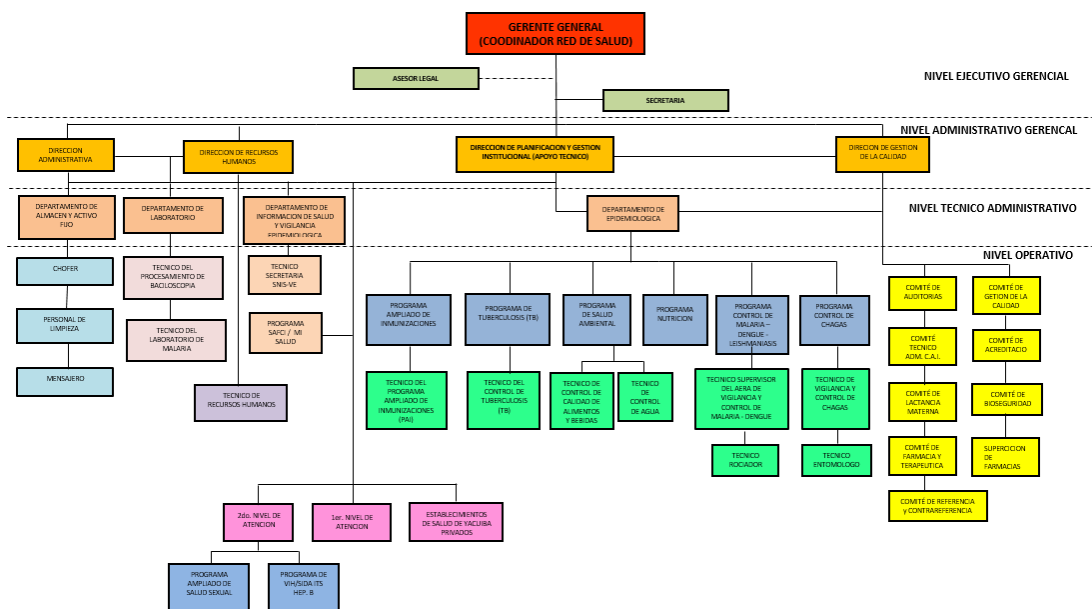 GERENTE GENERAL
(COODINADOR RED DE SALUD)
ASESOR LEGAL
NIVEL EJECUTIVO GERENCIAL
SECRETARIA
NIVEL ADMINISTRATIVO GERENCAL
DIRECCION
ADMINISTRATIVA
DIRECCION DE RECURSOS
HUMANOS
DIRECCION DE PLANIFICACION Y GESTION
INSTITUCIONAL (APOYO TECNICO)
DIRECION DE GESTION
DE LA CALIDAD
DEPARTAMENTO DE
ALMACEN Y ACTIVO
FIJO
DEPARTAMENTO DE
LABORATORIO
DEPARTAMENTO DE
INFORMACION DE SALUD
Y VIGILANCIA
EPIDEMIOLOGICA
DEPARTAMENTO DE
EPIDEMIOLOGICA
NIVEL TECNICO ADMINISTRATIVO
NIVEL OPERATIVO
CHOFER
TECNICO DEL
PROCESAMIENTO DE
BACILOSCOPIA
TECNICO
SECRETARIA
SNIS-VE
PERSONAL DE
LIMPIEZA
TECNICO DEL
LABORATORIO DE
MALARIA
PROGRAMA
SAFCI / MI
SALUD
MENSAJERO
TECNICO DE
RECURSOS HUMANOS
PROGRAMA
AMPLIADO DE
INMUNIZACIONES
PROGRAMA DE
TUBERCULOSIS (TB)
PROGRAMA
DE SALUD
AMBIENTAL
PROGRAMA
NUTRICION
PROGRAMA
CONTROL DE
MALARIA –
DENGUE -
LEISHMANIASIS
PROGRAMA
CONTROL DE
CHAGAS
TECNICO DEL
PROGRAMA
AMPLIADO DE
INMUNIZACIONES
(PAI)
TECNICO DEL
CONTROL DE
TUBERCULOSIS
(TB)
TECNICO DE
CONTROL DE
CALIDAD DE
ALIMENTOS
Y BEBIDAS
TECNICO
DE
CONTROL
DE AGUA
TECINICO SUPERVISOR
DEL AERA DE
VIGILANCIA Y
CONTROL DE
MALARIA - DENGUE
TECINICO DE
VIGILANCIA Y
CONTROL DE
CHAGAS
TECNICO
ROCIADOR
TECNICO
ENTOMOLOGO
COMITÉ DE
AUDITORIAS
COMITÉ DE
GETION DE LA
CALIDAD
COMITÉ
TECNICO
ADM. C.A.I.
COMITÉ DE
ACREDITACIO
COMITÉ DE
LACTANCIA
MATERNA
COMITÉ DE
BIOSEGURIDAD
COMITÉ DE
FARMACIA Y
TERAPEUTICA
SUPERCICION
DE
FARMACIAS
COMITÉ DE REFERENCIA
y CONTRAREFERENCIA
2do. NIVEL DE
ATENCION
1er. NIVEL DE
ATENCION
ESTABLECIMIENTOS
DE SALUD DE YACUIBA
PRIVADOS
PROGRAMA
AMPLIADO DE
SALUD SEXUAL
PROGRAMA DE
VIH/SIDA ITS
HEP. B